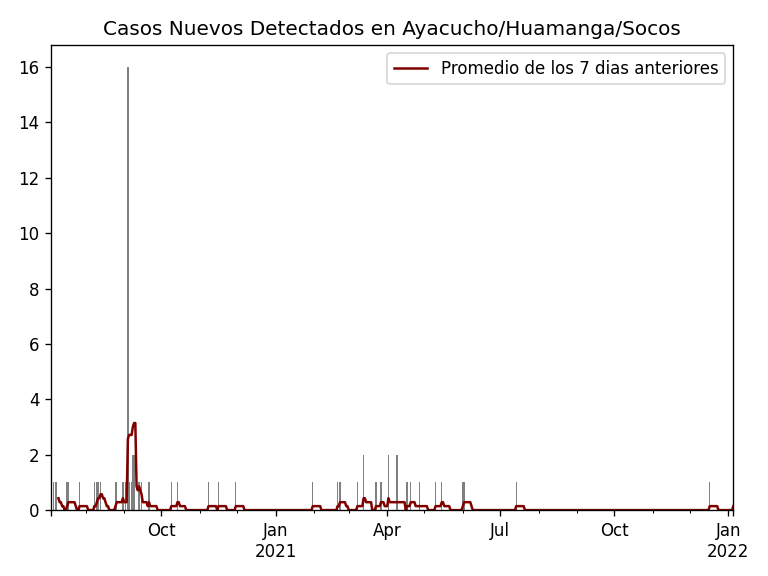 Casos Nuevos Detectados en Ayacucho/Huamanga/Socos
Promedio de los 7 dias anteriores
16
14
12
10
8
6
4
2
0
Oct
Jan
2021
Apr
Jul
Oct
Jan
2022